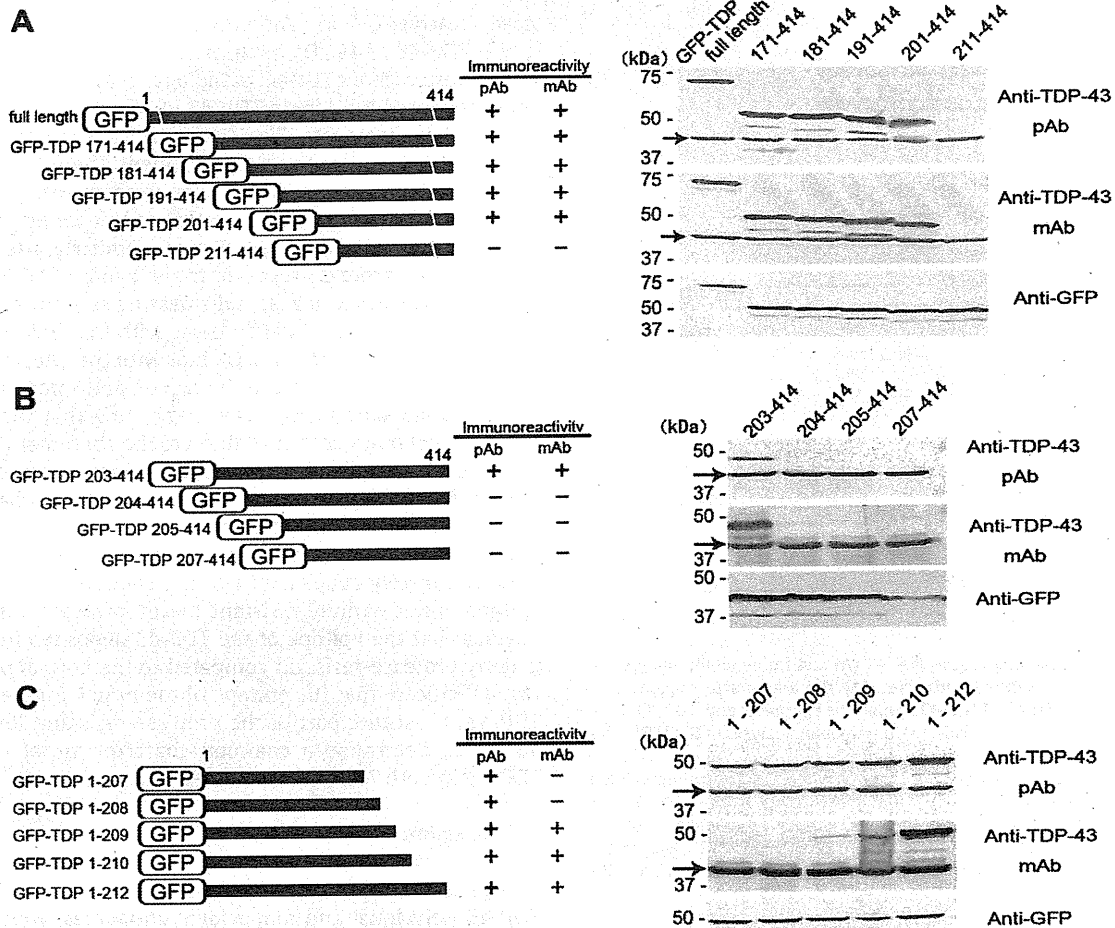 A
Immunoreactivity
pAb mAb
1 414
full length GFP + +
GFP-TDP 171-414 GFP + +
GFP-TDP 181-414 GFP + +
GFP-TDP 191-414 GFP + +
GFP-TDP 201-414 GFP + +
GFP-TDP 211-414 GFP − −
(kDa)
GFP-TDP full length
171-414
181-414
191-414
201-414
211-414
75 -
50 -
37 -
Anti-TDP-43
pAb
75 -
50 -
37 -
Anti-TDP-43
mAb
75 -
50 -
37 -
Anti-GFP
B
Immunoreactivity
pAb mAb
414
GFP-TDP 203-414 GFP + +
GFP-TDP 204-414 GFP − −
GFP-TDP 205-414 GFP − −
GFP-TDP 207-414 GFP − −
(kDa)
203-414
204-414
205-414
207-414
50 -
37 -
Anti-TDP-43
pAb
50 -
37 -
Anti-TDP-43
mAb
50 -
37 -
Anti-GFP
C
Immunoreactivity
pAb mAb
1
GFP-TDP 1-207 GFP + −
GFP-TDP 1-208 GFP + −
GFP-TDP 1-209 GFP + +
GFP-TDP 1-210 GFP + +
GFP-TDP 1-212 GFP + +
(kDa)
1 - 207
1 - 208
1 - 209
1 - 210
1 - 212
50 -
37 -
Anti-TDP-43
pAb
50 -
37 -
Anti-TDP-43
mAb
50 -
Anti-GFP